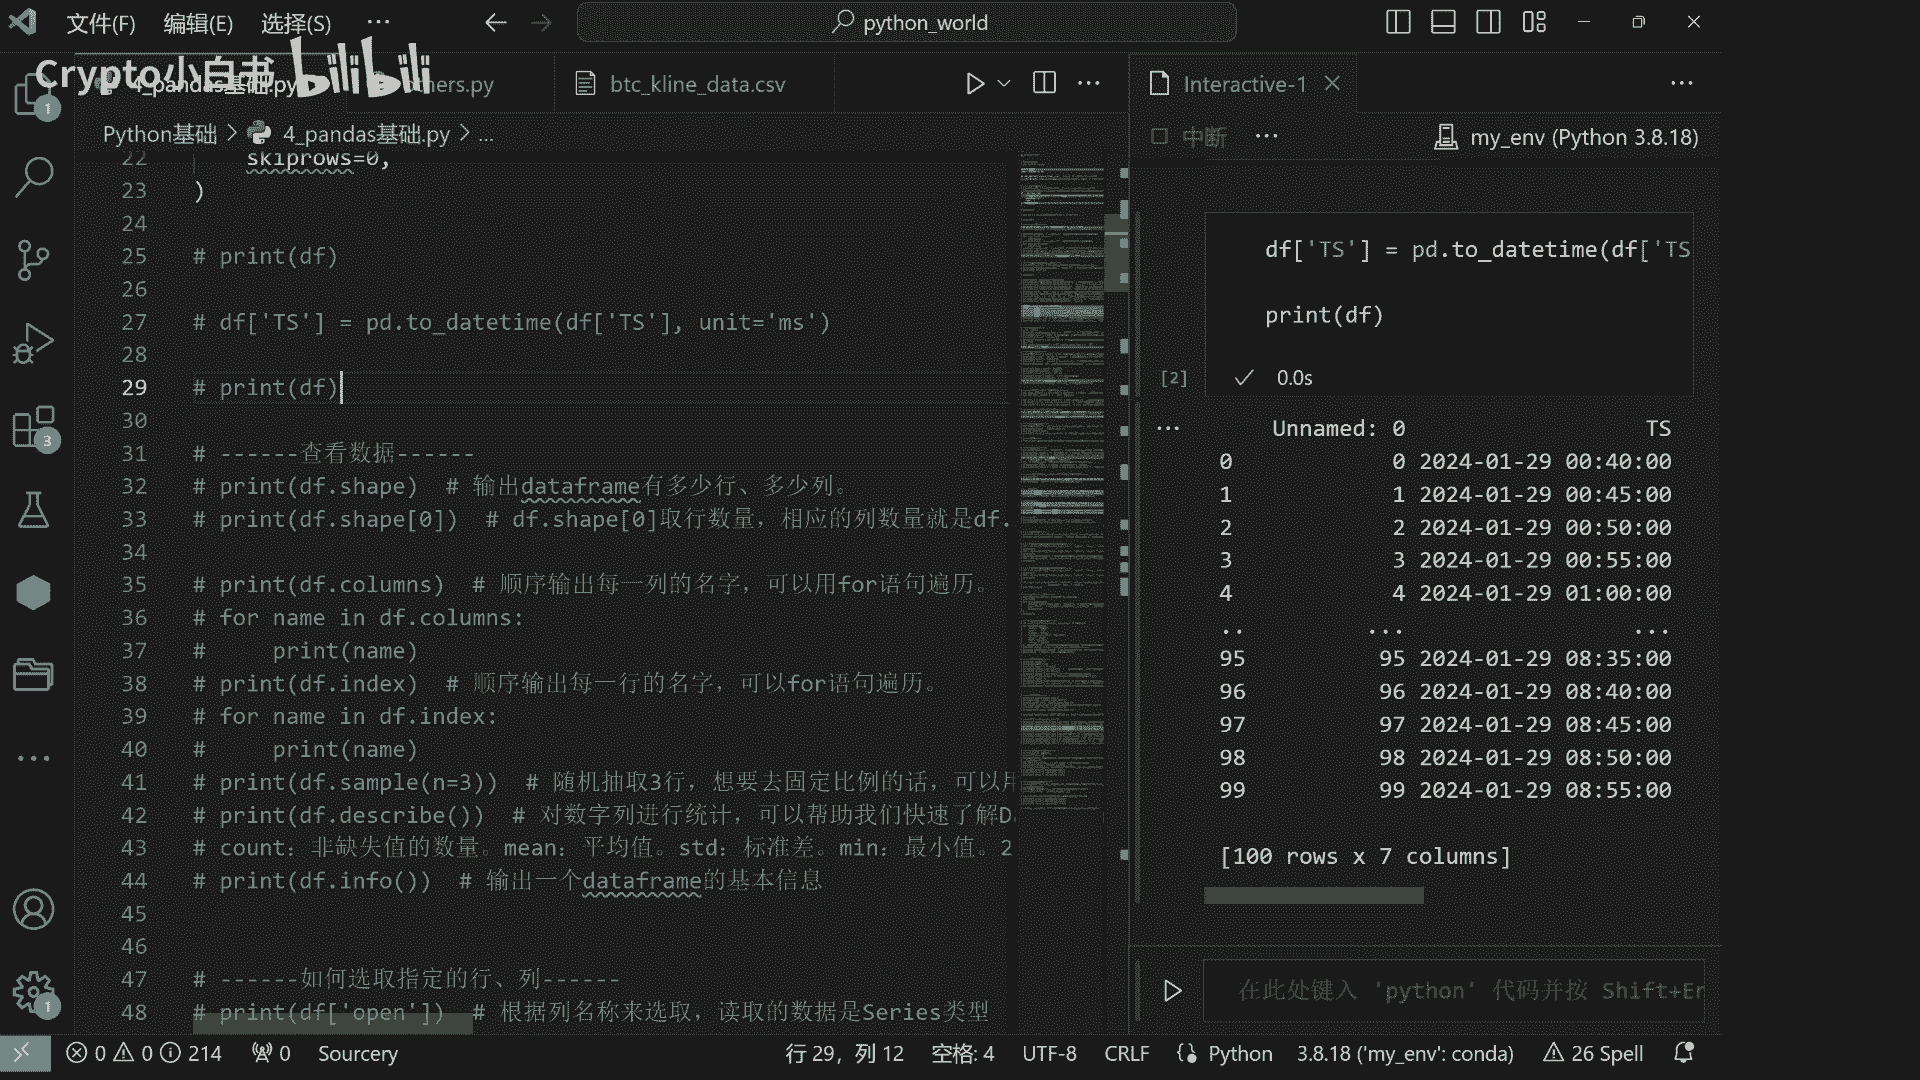 文件(F) 编辑(E) 选择(S) ··· python_world
Crypto小白书 bilibili
4_pandas基础.py btc_kline_data.csv Interactive-1
1
Python基础 > 4_pandas基础.py > ...
中断 ··· my_env (Python 3.8.18)
22 skiprows=0,
23 )
24
25 # print(df)
26
27 # df['TS'] = pd.to_datetime(df['TS'], unit='ms')
28
29 # print(df)
30
31 # ------查看数据------
32 # print(df.shape) # 输出dataframe有多少行、多少列。
33 # print(df.shape[0]) # df.shape[0]取行数量，相应的列数量就是df.
34
35 # print(df.columns) # 顺序输出每一列的名字，可以用for语句遍历。
36 # for name in df.columns:
37 #     print(name)
38 # print(df.index) # 顺序输出每一行的名字，可以for语句遍历。
39 # for name in df.index:
40 #     print(name)
41 # print(df.sample(n=3)) # 随机抽取3行，想要去固定比例的话，可以用
42 # print(df.describe()) # 对数字列进行统计，可以帮助我们快速了解D
43 # count：非缺失值的数量。mean：平均值。std：标准差。min：最小值。2
44 # print(df.info()) # 输出一个dataframe的基本信息
45
46
47 # ------如何选取指定的行、列------
48 # print(df['open']) # 根据列名称来选取，读取的数据是Series类型
3
1
df['TS'] = pd.to_datetime(df['TS
print(df)
[2] 0.0s
Unnamed: 0 TS
0 0 2024-01-29 00:40:00
1 1 2024-01-29 00:45:00
2 2 2024-01-29 00:50:00
3 3 2024-01-29 00:55:00
4 4 2024-01-29 01:00:00
.. ... ...
95 95 2024-01-29 08:35:00
96 96 2024-01-29 08:40:00
97 97 2024-01-29 08:45:00
98 98 2024-01-29 08:50:00
99 99 2024-01-29 08:55:00
[100 rows x 7 columns]
在此处键入 'python' 代码并按 Shift+En
0 0 214 0 Sourcery 行 29，列 12 空格: 4 UTF-8 CRLF Python 3.8.18 ('my_env': conda) 26 Spell